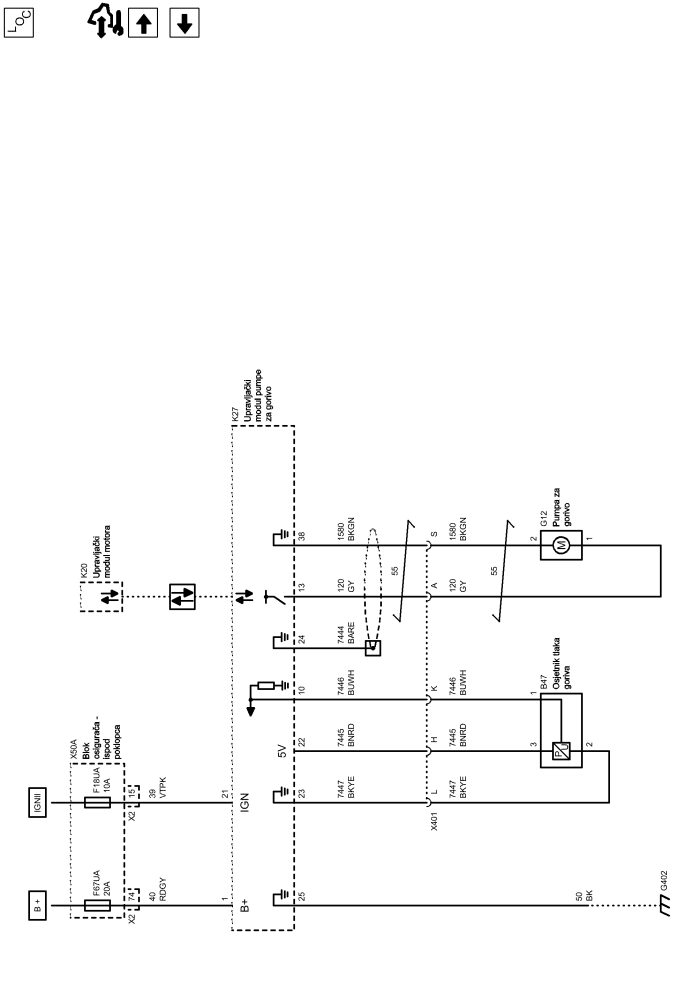 LOC
K27
Upravljački
modul pumpe
za gorivo
K20
Upravljački
modul motora
G12
Pumpa za
gorivo
2
M
1
38
1580
BKGN
S
1580
BKGN
13
120
GY
55
A
120
GY
55
24
7444
BARE
B47
Osjetnik tlaka
goriva
1
3
P
U
2
10
7446
BUWH
K
7446
BUWH
5V
22
7445
BNRD
H
7445
BNRD
23
7447
BKYE
L
7447
BKYE
X401
X50A
Blok
osigurača -
ispod
poklopca
IGNII
F18UA
10A
X2
15
39
VTPK
21
IGN
B +
F67UA
20A
X2
74
40
RDGY
1
B+
25
50
BK
G402